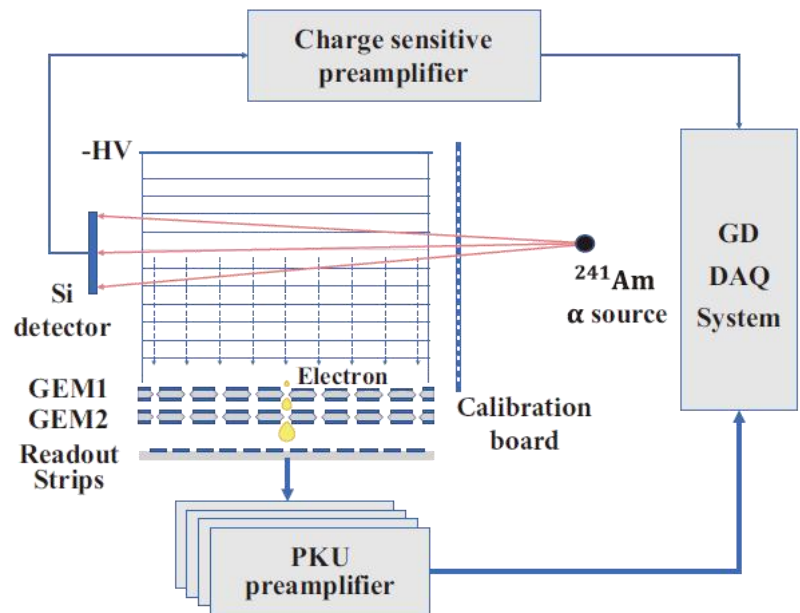 Charge sensitive
preamplifier
-HV
GD
DAQ
System
²⁴¹Am
α source
Si
detector
Electron
GEM1
GEM2
Calibration
board
Readout
Strips
PKU
preamplifier